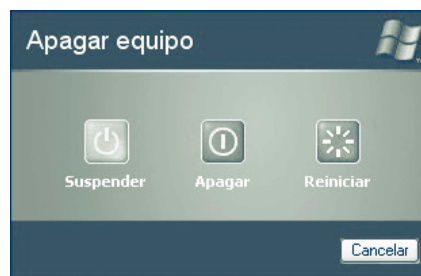 Apagar equipo
Suspender
Apagar
Reiniciar
Cancelar